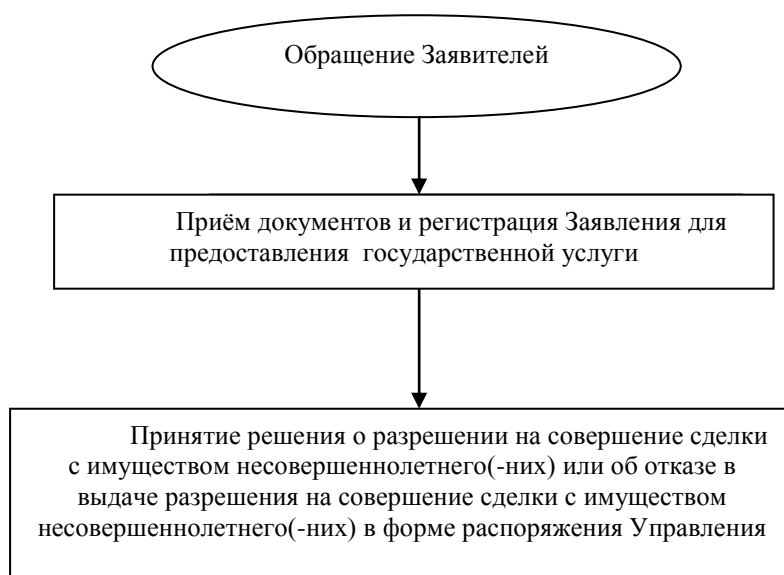 Обращение Заявителей
Приём документов и регистрация Заявления для
предоставления государственной услуги
Принятие решения о разрешении на совершение сделки
с имуществом несовершеннолетнего(-них) или об отказе в
выдаче разрешения на совершение сделки с имуществом
несовершеннолетнего(-них) в форме распоряжения Управления